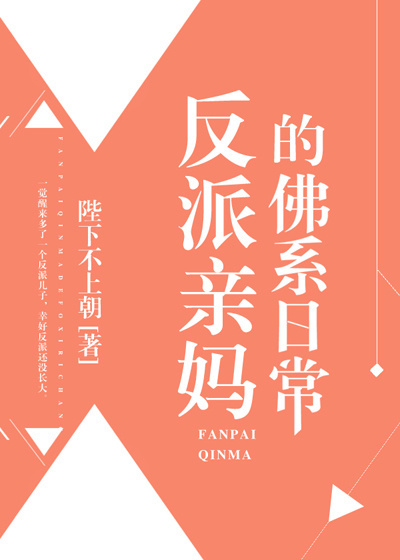 反派亲妈
的佛系日常
FANPAI
QINMA
陛下不上朝[著]
FANPAIQINMADEFOXIRICHANG
一觉醒来多了一个反派儿子，幸好反派还没长大。